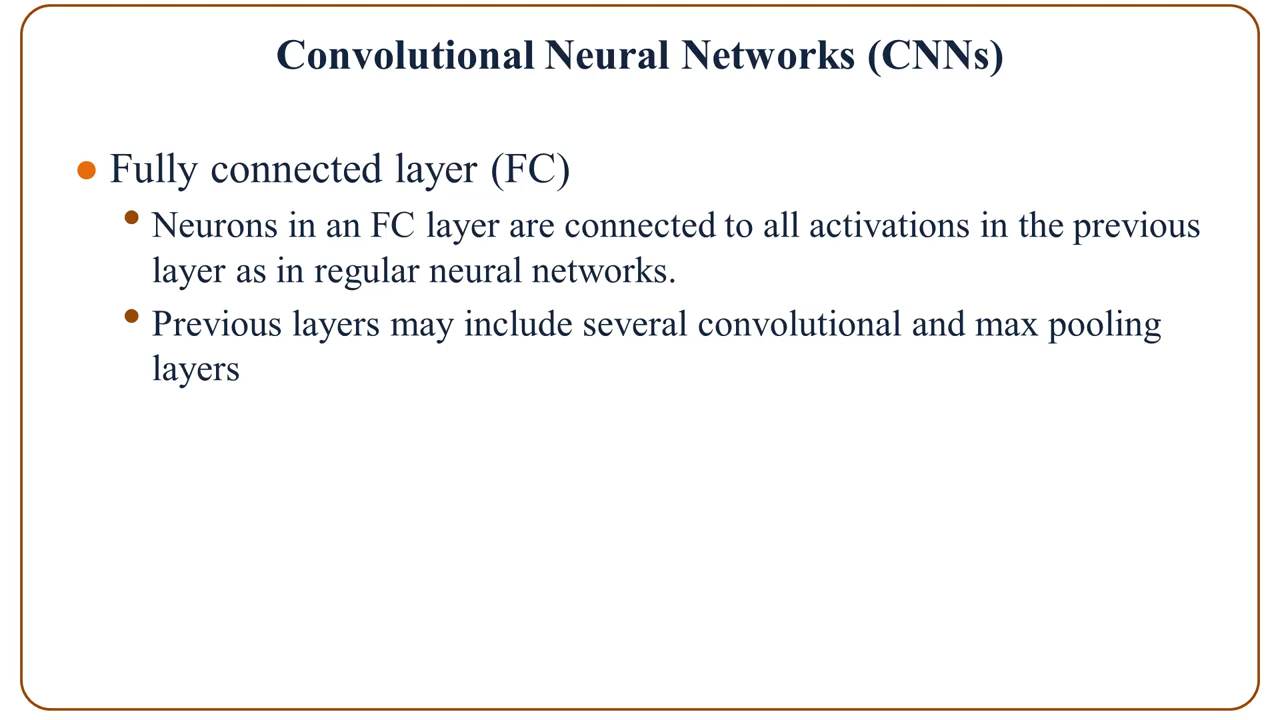 Convolutional Neural Networks (CNNs)
Fully connected layer (FC)
Neurons in an FC layer are connected to all activations in the previous
layer as in regular neural networks.
Previous layers may include several convolutional and max pooling
layers